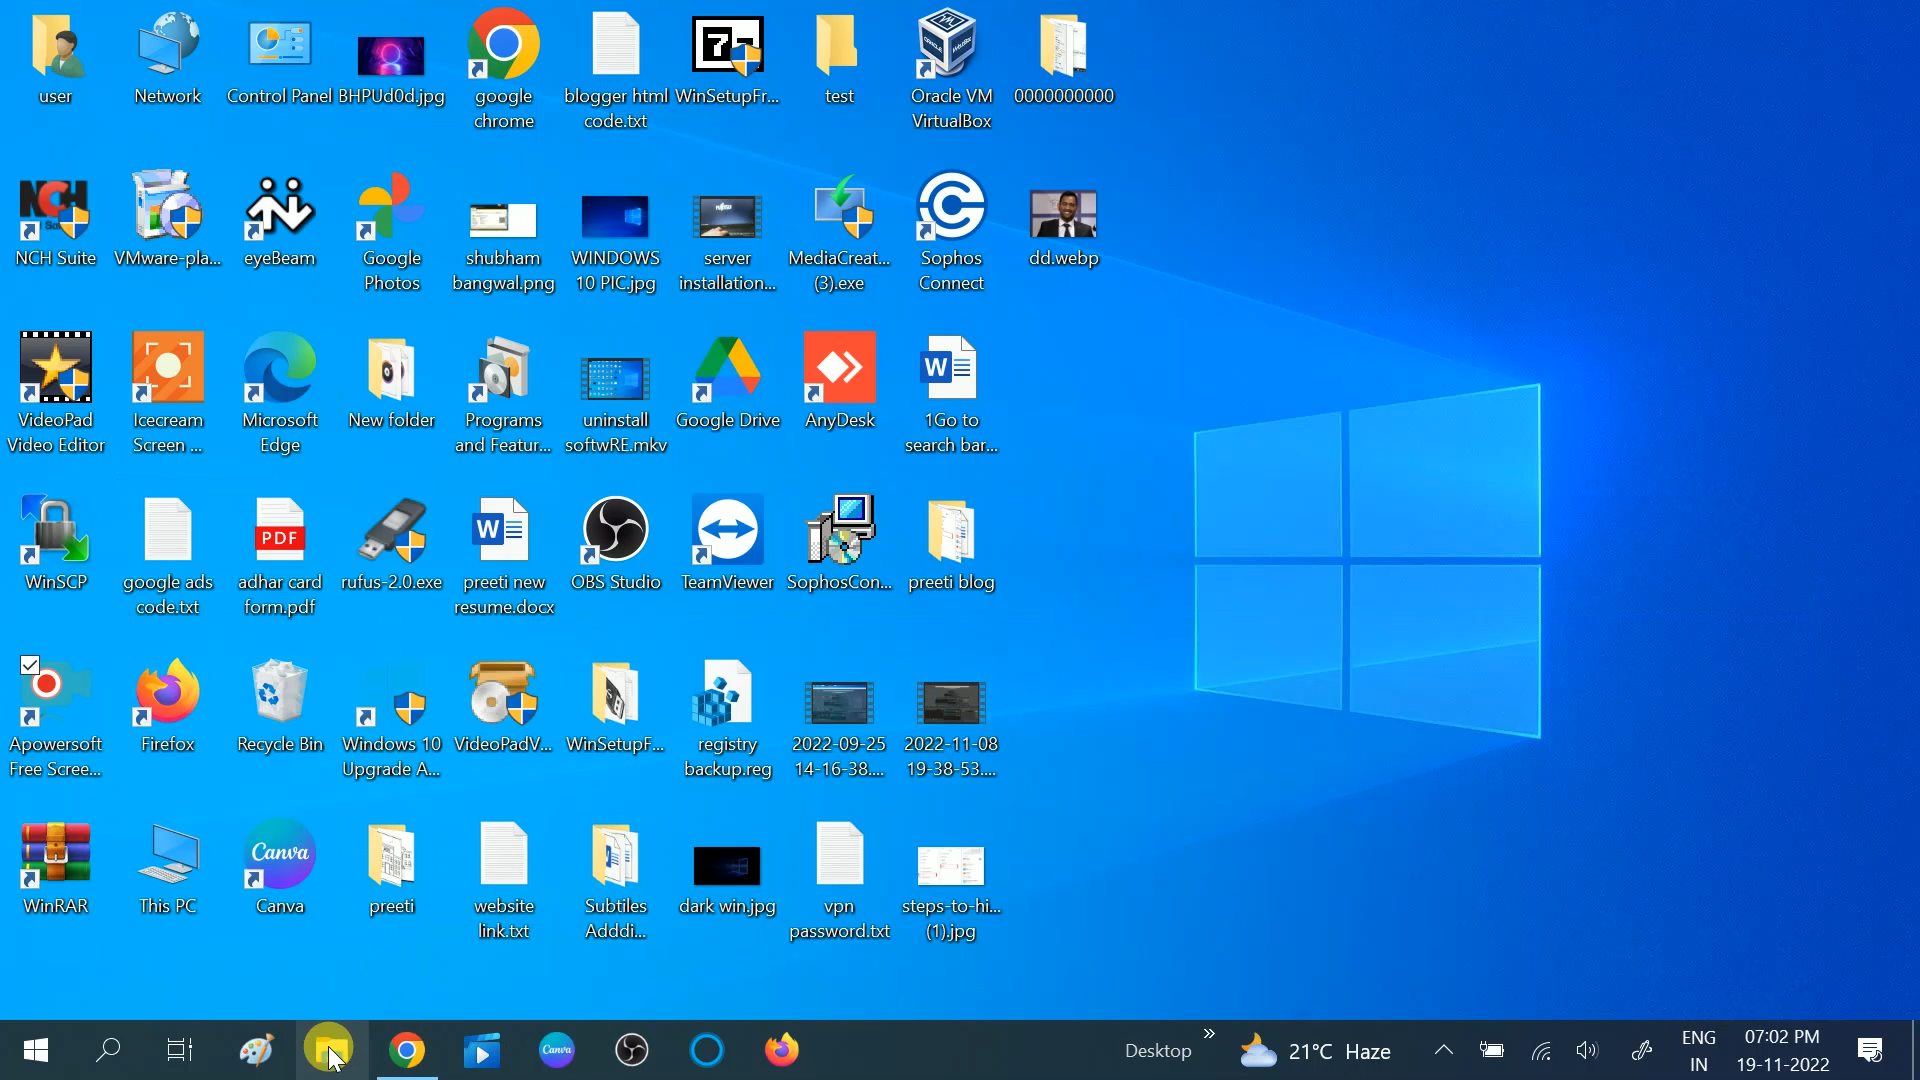 user
Network
Control Panel
BHPUd0d.jpg
google
chrome
blogger html
code.txt
WinSetupFr...
test
Oracle VM
VirtualBox
0000000000
NCH Suite
VMware-pla...
eyeBeam
Google
Photos
shubham
bangwal.png
WINDOWS
10 PIC.jpg
server
installation...
MediaCreat...
(3).exe
Sophos
Connect
dd.webp
VideoPad
Video Editor
Icecream
Screen ...
Microsoft
Edge
New folder
Programs
and Featur...
uninstall
softwRE.mkv
Google Drive
AnyDesk
1Go to
search bar...
WinSCP
google ads
code.txt
PDF
adhar card
form.pdf
rufus-2.0.exe
preeti new
resume.docx
OBS Studio
TeamViewer
SophosCon...
preeti blog
Apowersoft
Free Scree...
Firefox
Recycle Bin
Windows 10
Upgrade A...
VideoPadV...
WinSetupF...
registry
backup.reg
2022-09-25
14-16-38....
2022-11-08
19-38-53....
WinRAR
This PC
Canva
Canva
preeti
website
link.txt
Subtiles
Adddi...
dark win.jpg
vpn
password.txt
steps-to-hi...
(1).jpg
Canva
Desktop
21°C Haze
ENG
IN
07:02 PM
19-11-2022